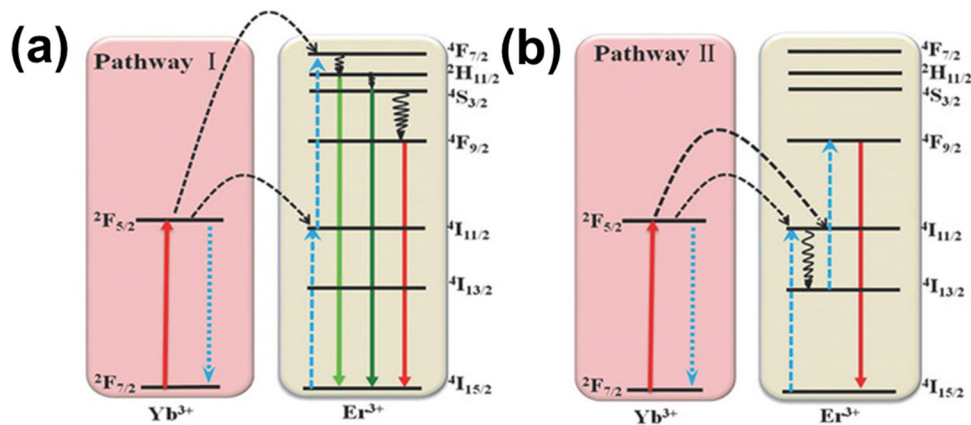 (a)
Pathway I
⁴F₇/₂
²H₁₁/₂
⁴S₃/₂
⁴F₉/₂
²F₅/₂
⁴I₁₁/₂
⁴I₁₃/₂
²F₇/₂
⁴I₁₅/₂
Yb³⁺
Er³⁺
(b)
Pathway II
⁴F₇/₂
²H₁₁/₂
⁴S₃/₂
⁴F₉/₂
²F₅/₂
⁴I₁₁/₂
⁴I₁₃/₂
²F₇/₂
⁴I₁₅/₂
Yb³⁺
Er³⁺